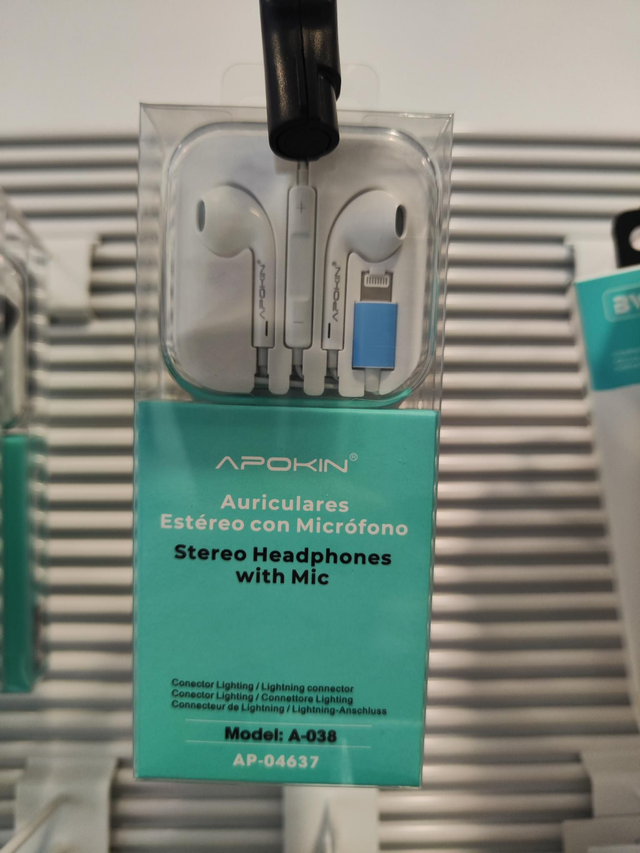 +
APOKIN
APOKIN
-
APOKIN®
Auriculares
Estéreo con Micrófono
Stereo Headphones
with Mic
Conector Lighting / Lightning connector
Conector Lighting / Connettore Lighting
Connecteur de Lightning / Lightning-Anschluss
Model: A-038
AP-04637